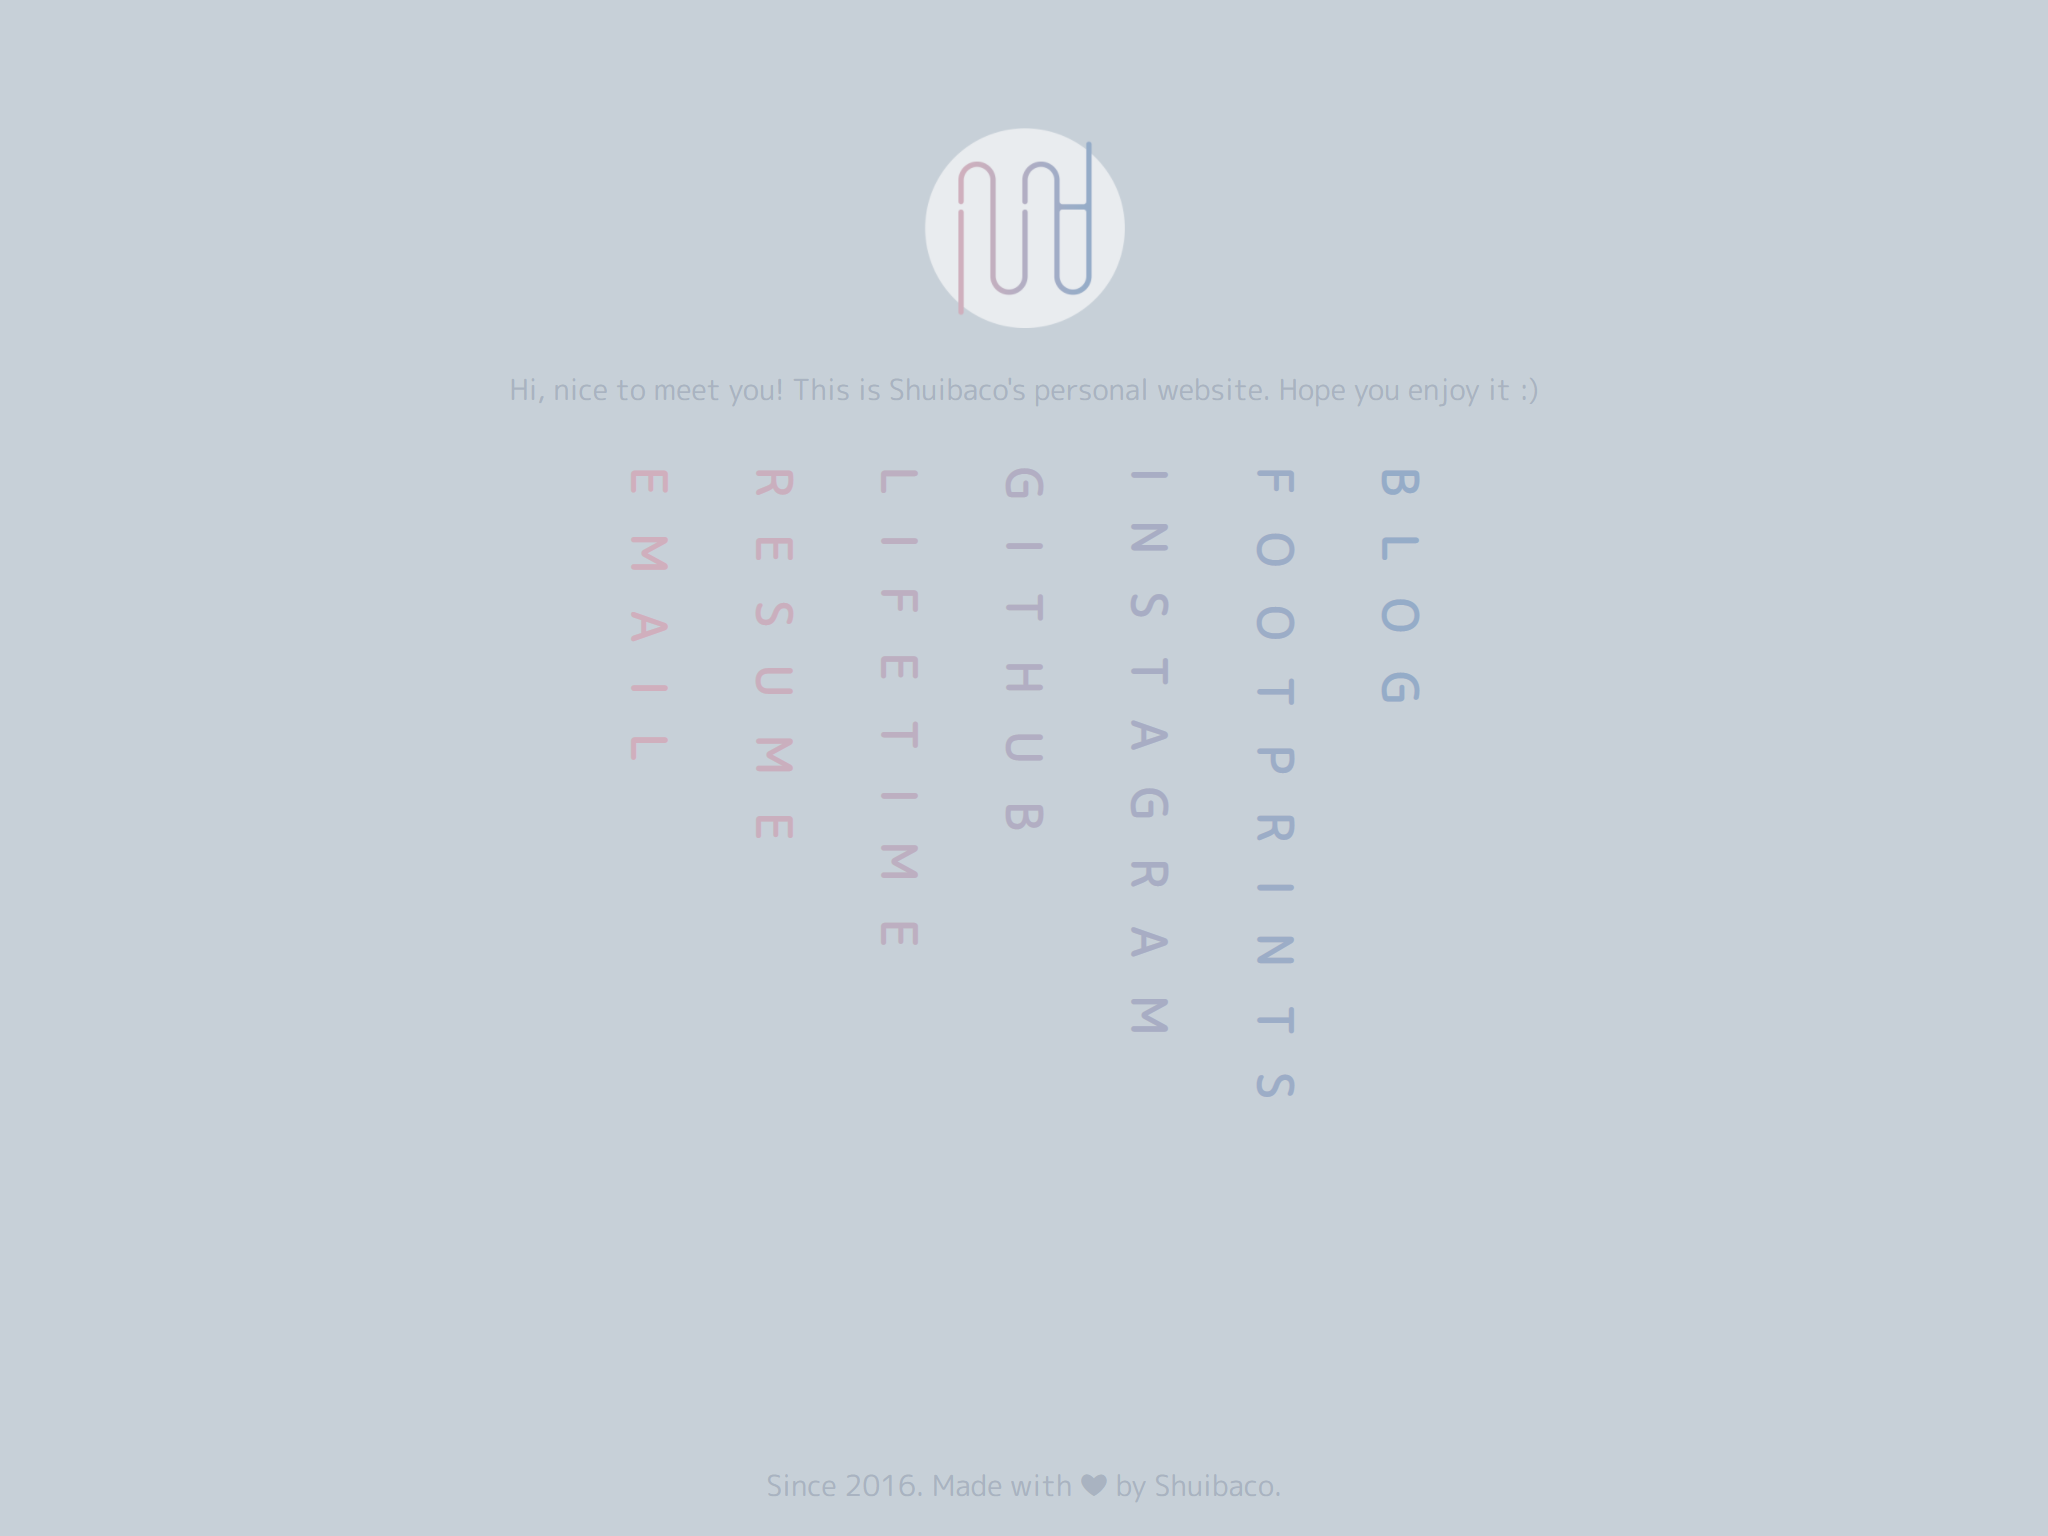 Hi, nice to meet you! This is Shuibaco's personal website. Hope you enjoy it :)
EMAIL
RESUME
LIFETIME
GITHUB
INSTAGRAM
FOOTPRINTS
BLOG
Since 2016. Made with ♥ by Shuibaco.